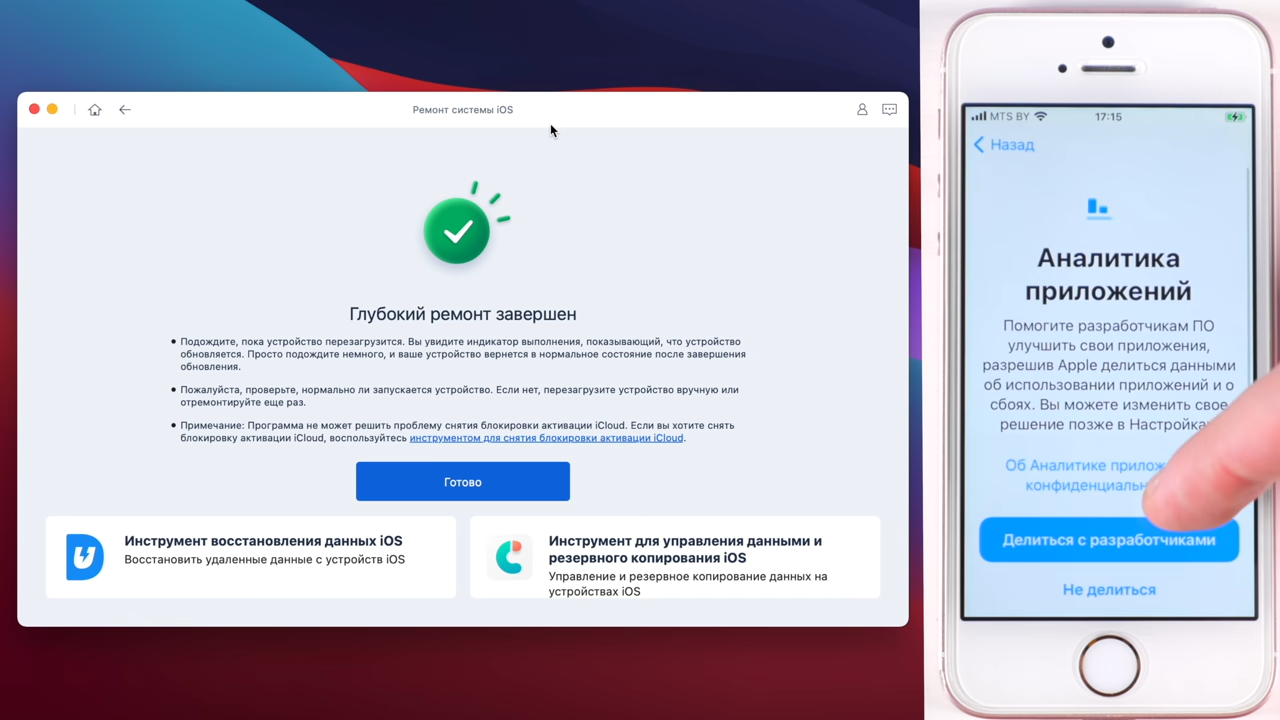 Ремонт системы iOS
Глубокий ремонт завершен
• Подождите, пока устройство перезагрузится. Вы увидите индикатор выполнения, показывающий, что устройство
обновляется. Просто подождите немного, и ваше устройство вернется в нормальное состояние после завершения
обновления.
• Пожалуйста, проверьте, нормально ли запускается устройство. Если нет, перезагрузите устройство вручную или
отремонтируйте еще раз.
• Примечание: Программа не может решить проблему снятия блокировки активации iCloud. Если вы хотите снять
блокировку активации iCloud, воспользуйтесь инструментом для снятия блокировки активации iCloud.
Готово
Инструмент восстановления данных iOS
Восстановить удаленные данные с устройств iOS
Инструмент для управления данными и
резервного копирования iOS
Управление и резервное копирование данных на
устройствах iOS
MTS BY 17:15
Назад
Аналитика
приложений
Помогите разработчикам ПО
улучшить свои приложения,
разрешив Apple делиться данными
об использовании приложений и о
сбоях. Вы можете изменить свое
решение позже в
Об Аналитике
Делиться с разработчиками
Не делиться